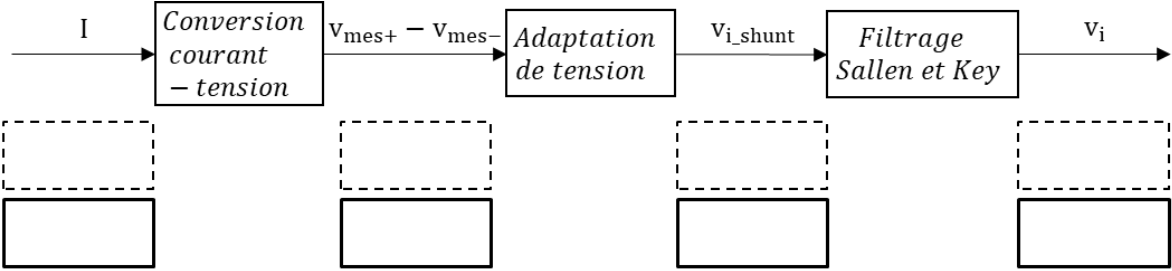 I
Conversion
courant
− tension
v_mes+ − v_mes−
Adaptation
de tension
v_i_shunt
Filtrage
Sallen et Key
v_i